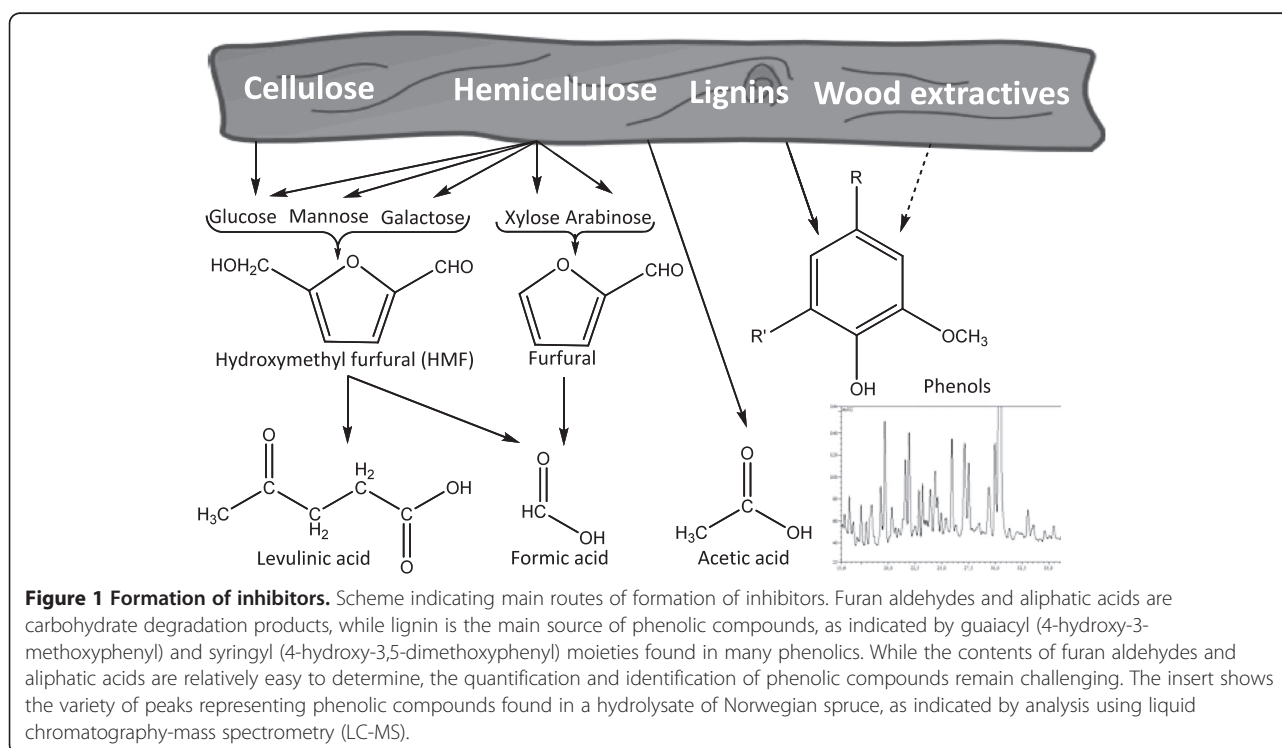 Cellulose Hemicellulose Lignins Wood extractives
Glucose Mannose Galactose Xylose Arabinose
R
HOH2C O CHO
O CHO
R' OCH3
OH
Hydroxymethyl furfural (HMF) Furfural Phenols
O H2 C C OH
H3C C H2 C O
Levulinic acid
O HC OH
Formic acid
O C H3C OH
Acetic acid
Figure 1 Formation of inhibitors. Scheme indicating main routes of formation of inhibitors. Furan aldehydes and aliphatic acids are
carbohydrate degradation products, while lignin is the main source of phenolic compounds, as indicated by guaiacyl (4-hydroxy-3-
methoxyphenyl) and syringyl (4-hydroxy-3,5-dimethoxyphenyl) moieties found in many phenolics. While the contents of furan aldehydes and
aliphatic acids are relatively easy to determine, the quantification and identification of phenolic compounds remain challenging. The insert shows
the variety of peaks representing phenolic compounds found in a hydrolysate of Norwegian spruce, as indicated by analysis using liquid
chromatography-mass spectrometry (LC-MS).